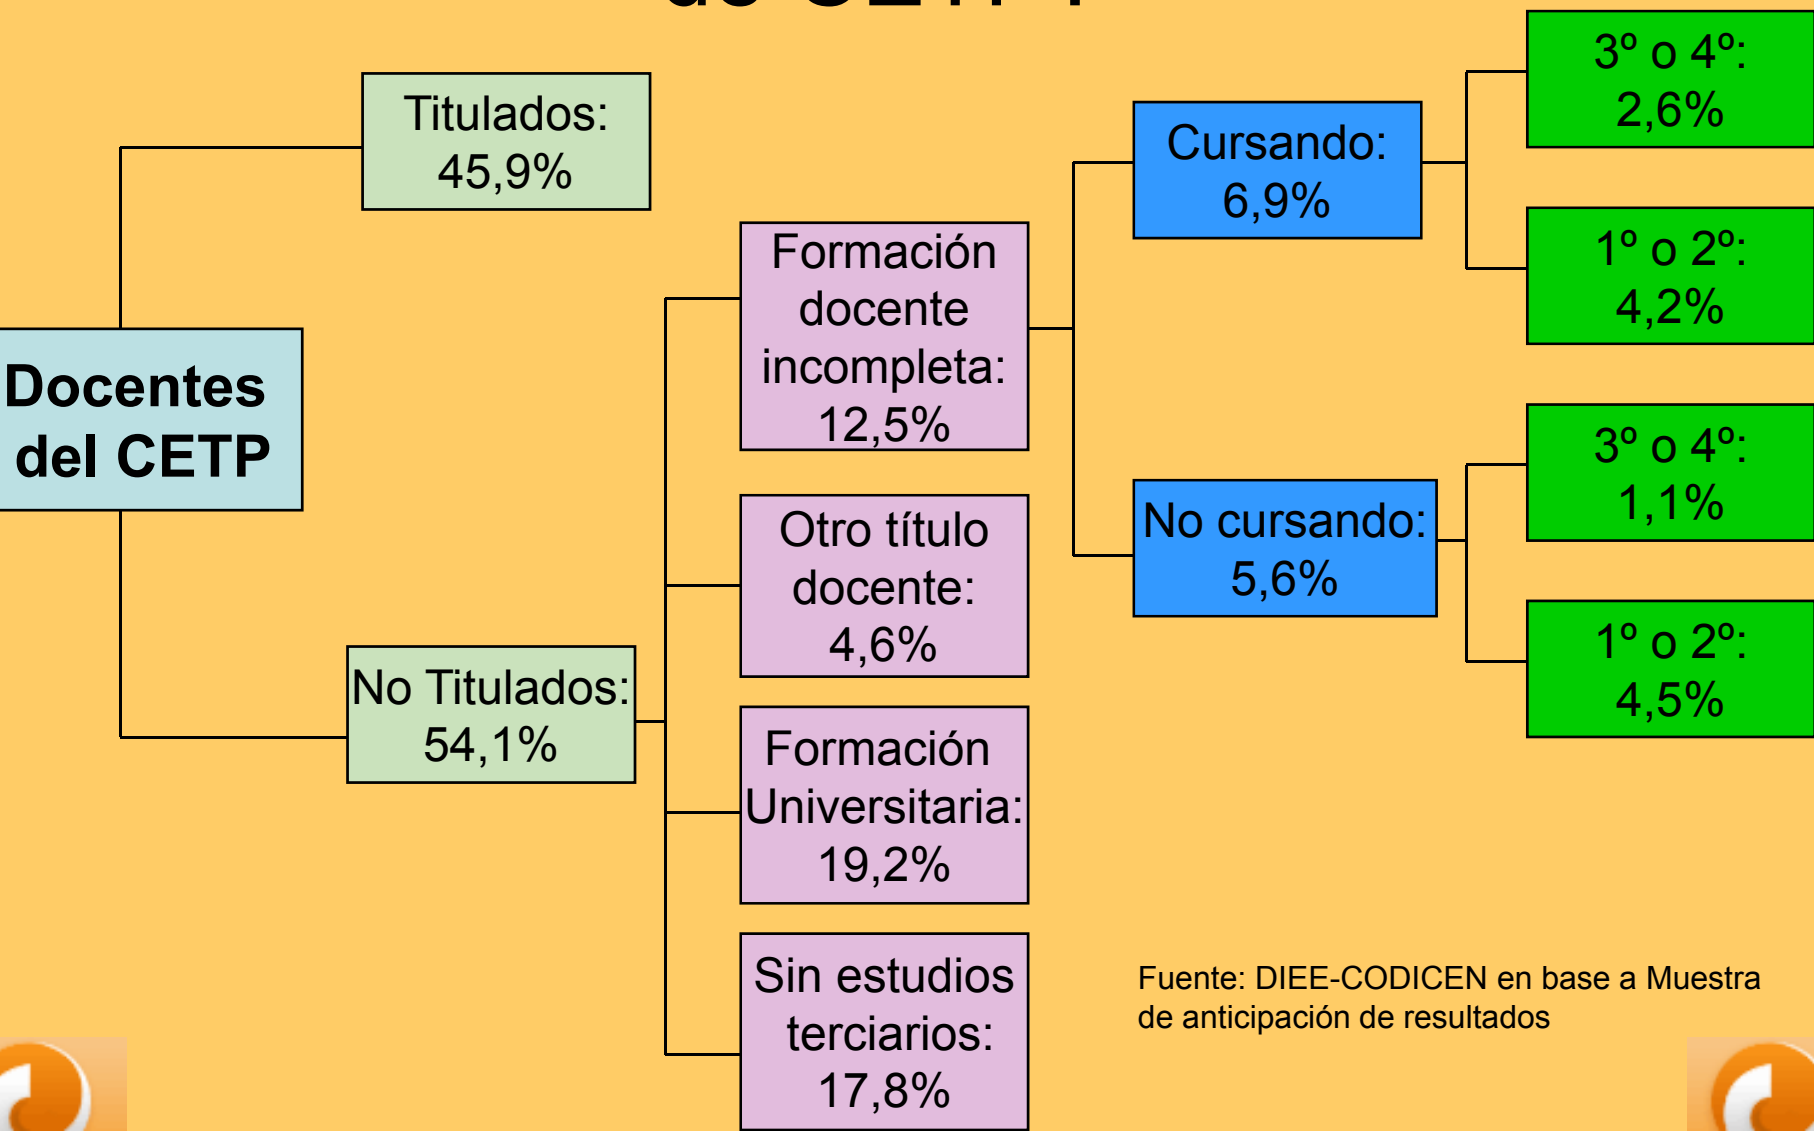 Titulados:
45,9%
Docentes
del CETP
No Titulados:
54,1%
Formación
docente
incompleta:
12,5%
Otro título
docente:
4,6%
Formación
Universitaria:
19,2%
Sin estudios
terciarios:
17,8%
Cursando:
6,9%
No cursando:
5,6%
3º o 4º:
2,6%
1º o 2º:
4,2%
3º o 4º:
1,1%
1º o 2º:
4,5%
Fuente: DIEE-CODICEN en base a Muestra
de anticipación de resultados